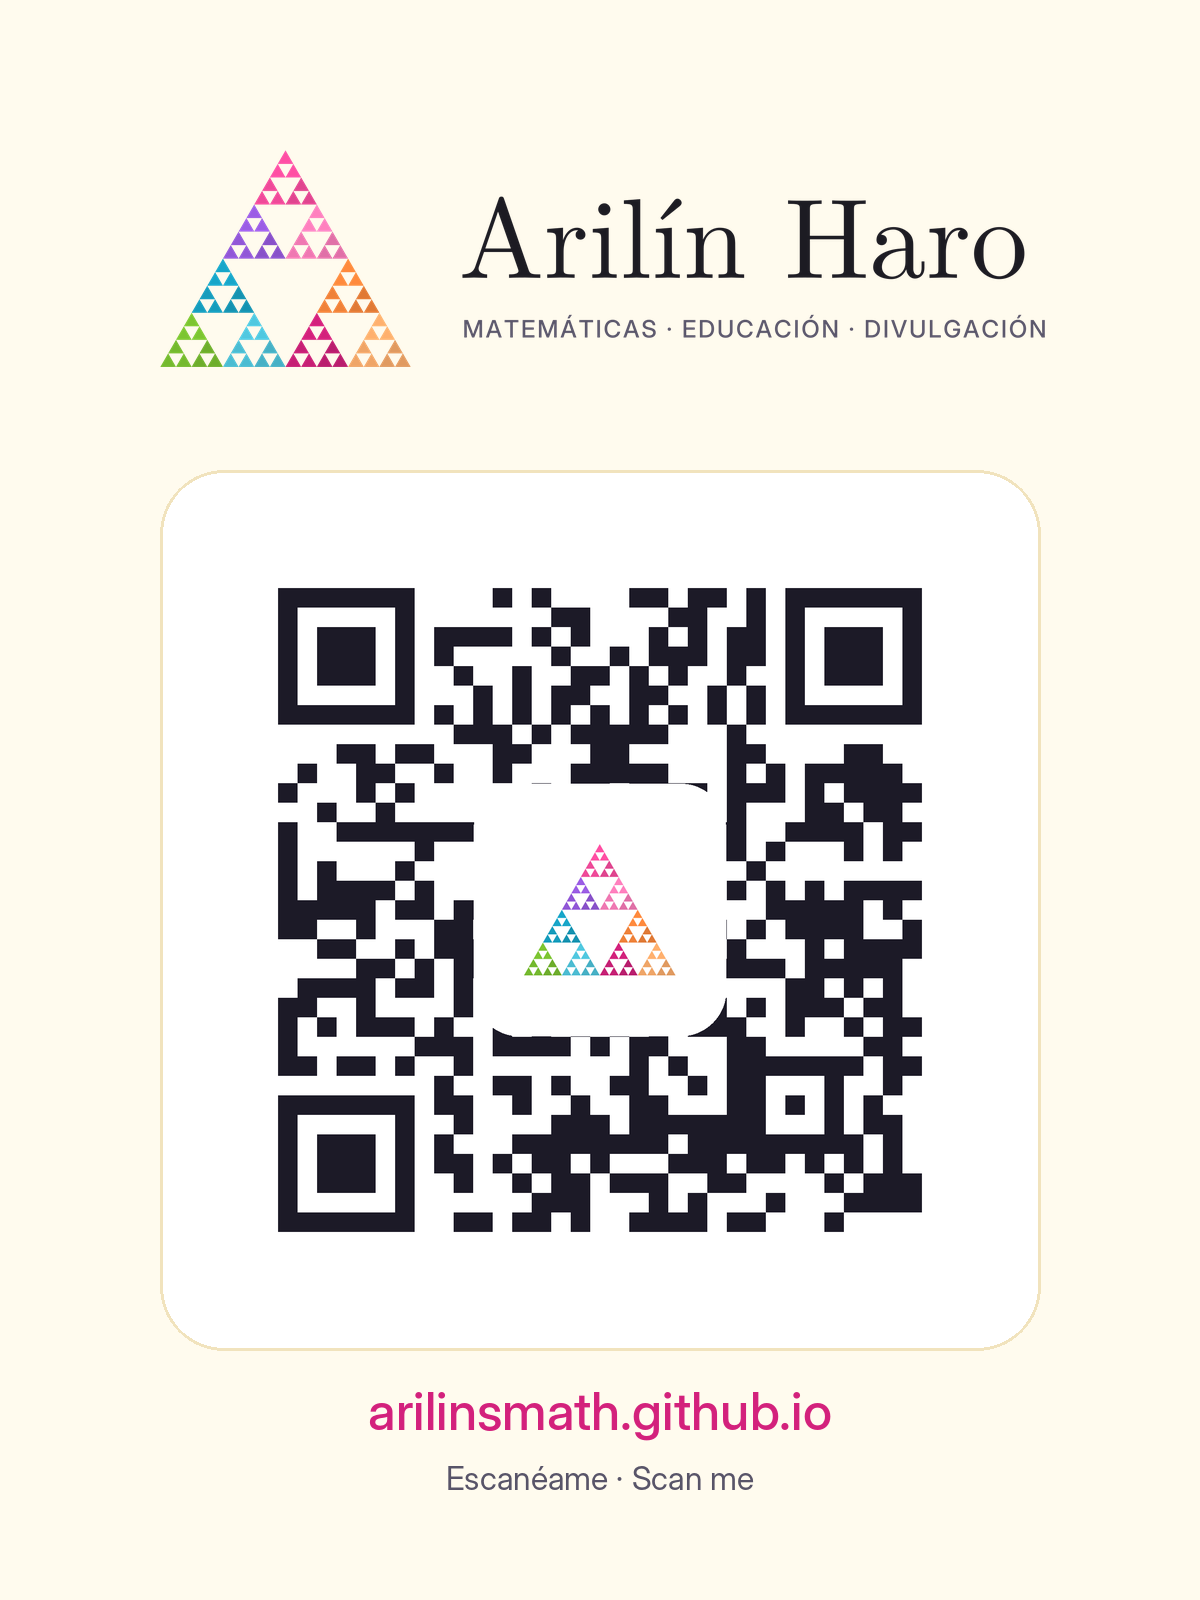 Arilín Haro
MATEMÁTICAS · EDUCACIÓN · DIVULGACIÓN
arilinsmath.github.io
Escanéame · Scan me